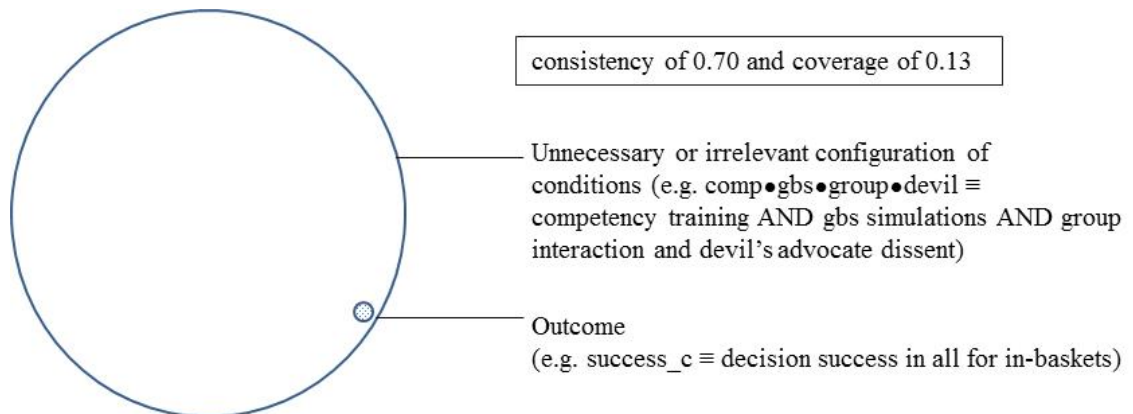 consistency of 0.70 and coverage of 0.13
Unnecessary or irrelevant configuration of
conditions (e.g. comp●gbs●group●devil ≡
competency training AND gbs simulations AND group
interaction and devil's advocate dissent)
Outcome
(e.g. success_c ≡ decision success in all for in-baskets)